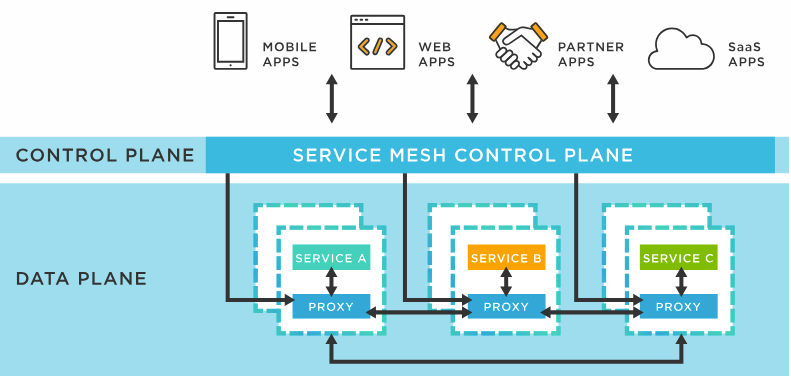 MOBILE
APPS
WEB
APPS
PARTNER
APPS
SaaS
APPS
</>
CONTROL PLANE
SERVICE MESH CONTROL PLANE
DATA PLANE
SERVICE A
PROXY
SERVICE B
PROXY
SERVICE C
PROXY